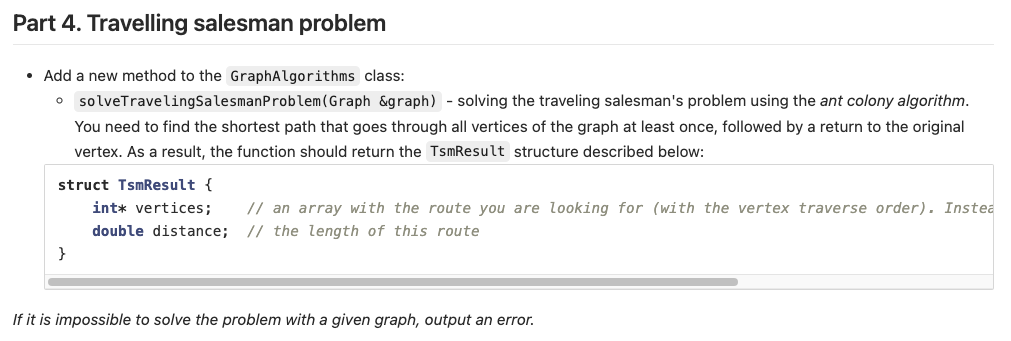 Part 4. Travelling salesman problem
• Add a new method to the GraphAlgorithms class:
○ solveTravelingSalesmanProblem(Graph &graph) - solving the traveling salesman's problem using the ant colony algorithm.
You need to find the shortest path that goes through all vertices of the graph at least once, followed by a return to the original
vertex. As a result, the function should return the TsmResult structure described below:
struct TsmResult {
int* vertices;    // an array with the route you are looking for (with the vertex traverse order).
double distance;  // the length of this route
}
If it is impossible to solve the problem with a given graph, output an error.